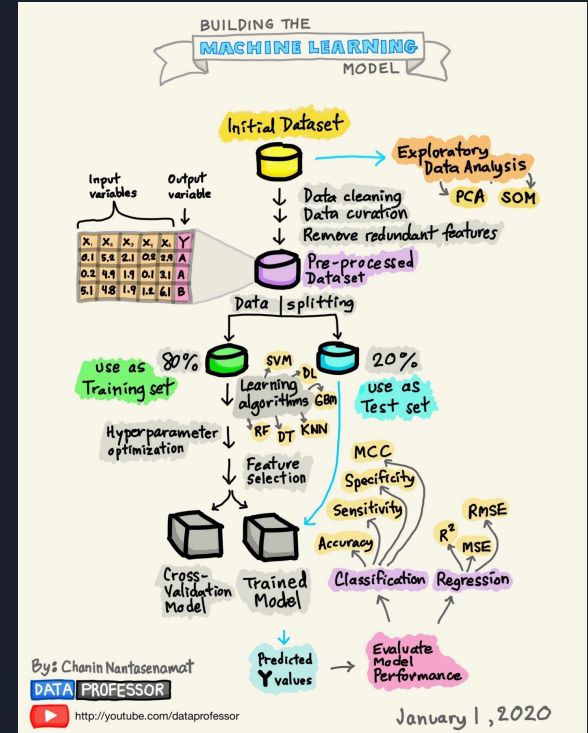 BUILDING THE
MACHINE LEARNING
MODEL
Initial Dataset
Exploratory
Data Analysis
PCA SOM
Data cleaning
Data curation
Remove redundant features
Input
variables
Output
variable
X₁ X₂ X₃ X₄ X₅ Y
0.1 5.2 2.1 0.2 2.9 A
0.2 4.9 1.9 0.1 3.1 A
5.1 4.8 1.9 1.2 6.1 B
Pre-processed
Dataset
Data splitting
80%
use as
Training set
20%
use as
Test set
Learning
algorithms
SVM
DL
GBM
KNN
DT
RF
Hyperparameter
optimization
Feature
selection
Cross-
Validation
Model
Trained
Model
Predicted
Y values
Evaluate
Model
Performance
Classification
Accuracy
Sensitivity
Specificity
MCC
Regression
R²
MSE
RMSE
By: Chanin Nantasenamat
DATA PROFESSOR
http://youtube.com/dataprofessor
January 1, 2020